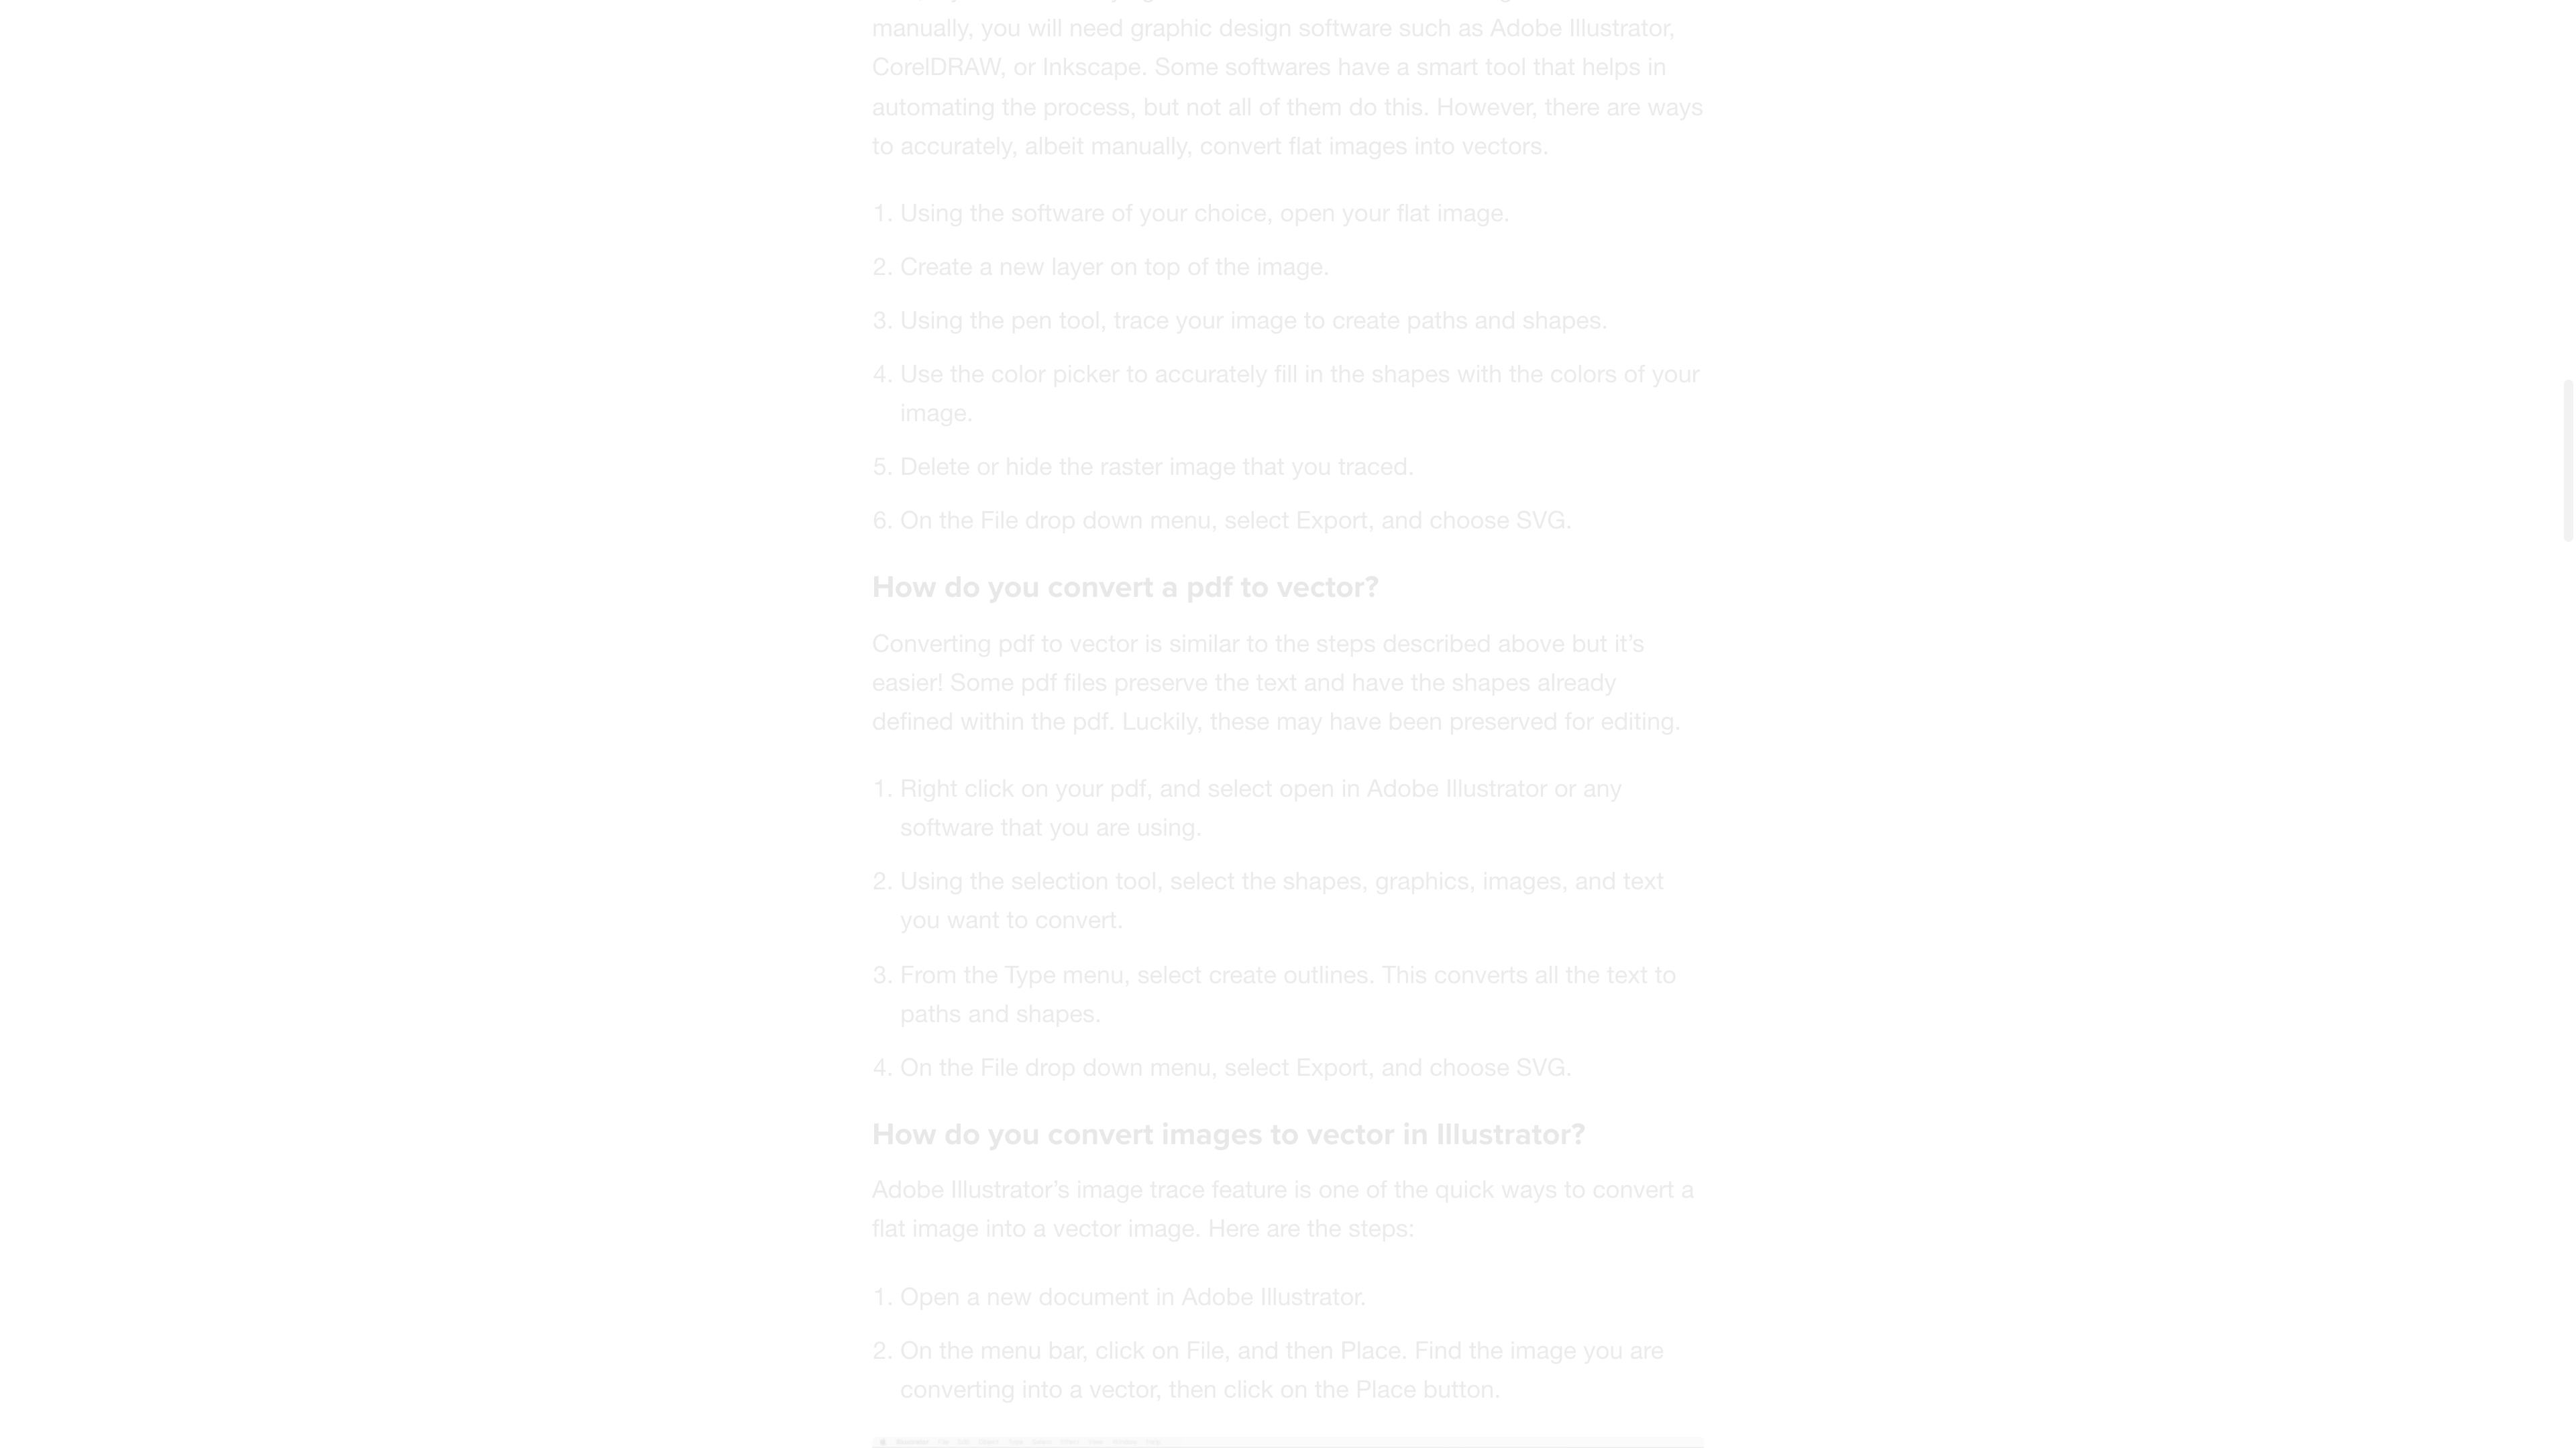 manually, you will need graphic design software such as Adobe Illustrator,
CorelDRAW, or Inkscape. Some softwares have a smart tool that helps in
automating the process, but not all of them do this. However, there are ways
to accurately, albeit manually, convert flat images into vectors.
1. Using the software of your choice, open your flat image.
2. Create a new layer on top of the image.
3. Using the pen tool, trace your image to create paths and shapes.
4. Use the color picker to accurately fill in the shapes with the colors of your
image.
5. Delete or hide the raster image that you traced.
6. On the File drop down menu, select Export, and choose SVG.
How do you convert a pdf to vector?
Converting pdf to vector is similar to the steps described above but it’s
easier! Some pdf files preserve the text and have the shapes already
defined within the pdf. Luckily, these may have been preserved for editing.
1. Right click on your pdf, and select open in Adobe Illustrator or any
software that you are using.
2. Using the selection tool, select the shapes, graphics, images, and text
you want to convert.
3. From the Type menu, select create outlines. This converts all the text to
paths and shapes.
4. On the File drop down menu, select Export, and choose SVG.
How do you convert images to vector in Illustrator?
Adobe Illustrator’s image trace feature is one of the quick ways to convert a
flat image into a vector image. Here are the steps:
1. Open a new document in Adobe Illustrator.
2. On the menu bar, click on File, and then Place. Find the image you are
converting into a vector, then click on the Place button.